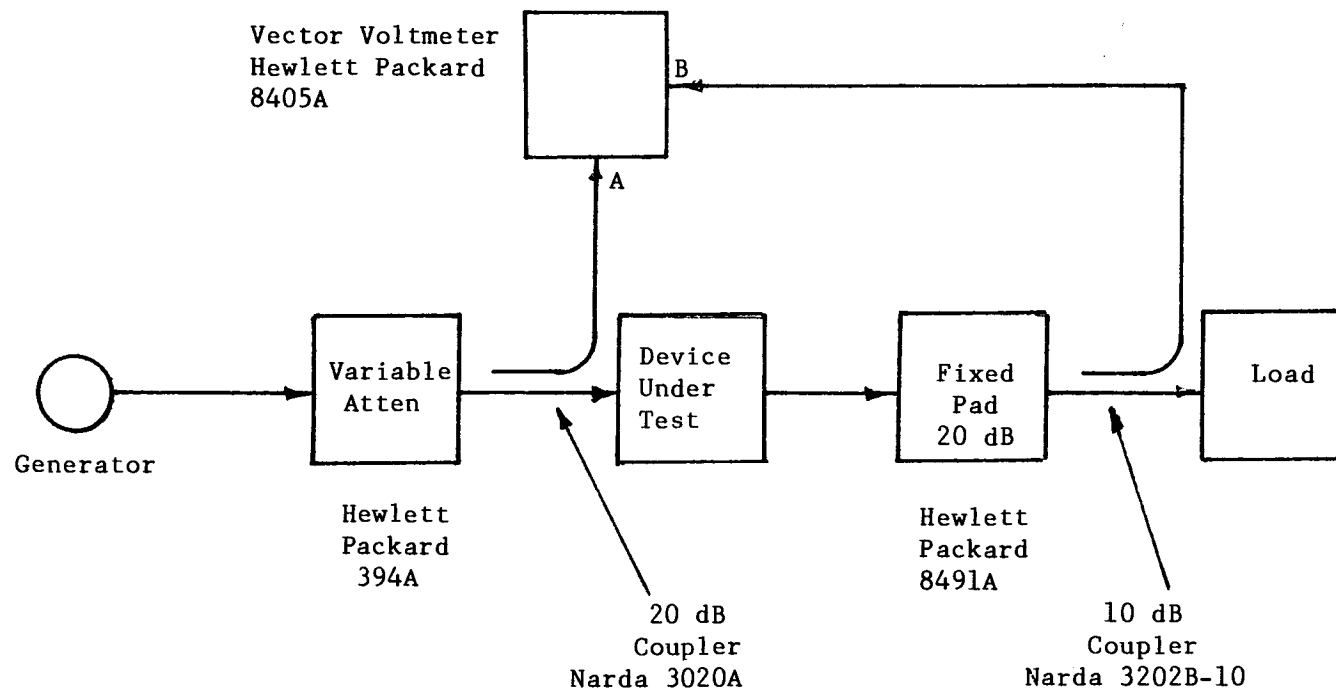 Vector Voltmeter
Hewlett Packard
8405A
B
A
Generator
Variable
Atten
Device
Under
Test
Fixed
Pad
20 dB
Load
Hewlett
Packard
394A
Hewlett
Packard
8491A
20 dB
Coupler
Narda 3020A
10 dB
Coupler
Narda 3202B-10